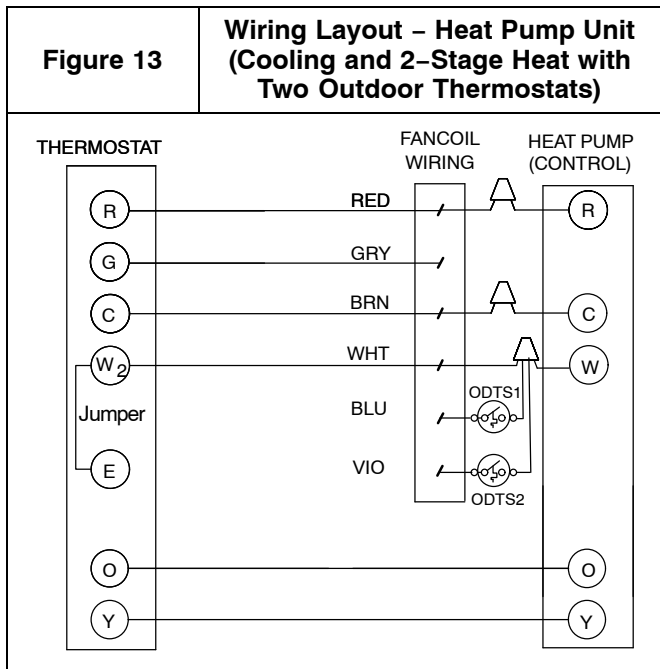 Figure 13
Wiring Layout – Heat Pump Unit
(Cooling and 2–Stage Heat with
Two Outdoor Thermostats)
THERMOSTAT
FANCOIL
WIRING
HEAT PUMP
(CONTROL)
R RED R
G GRY
C BRN C
W2 WHT W
Jumper BLU ODTS1
E VIO ODTS2
O O
Y Y